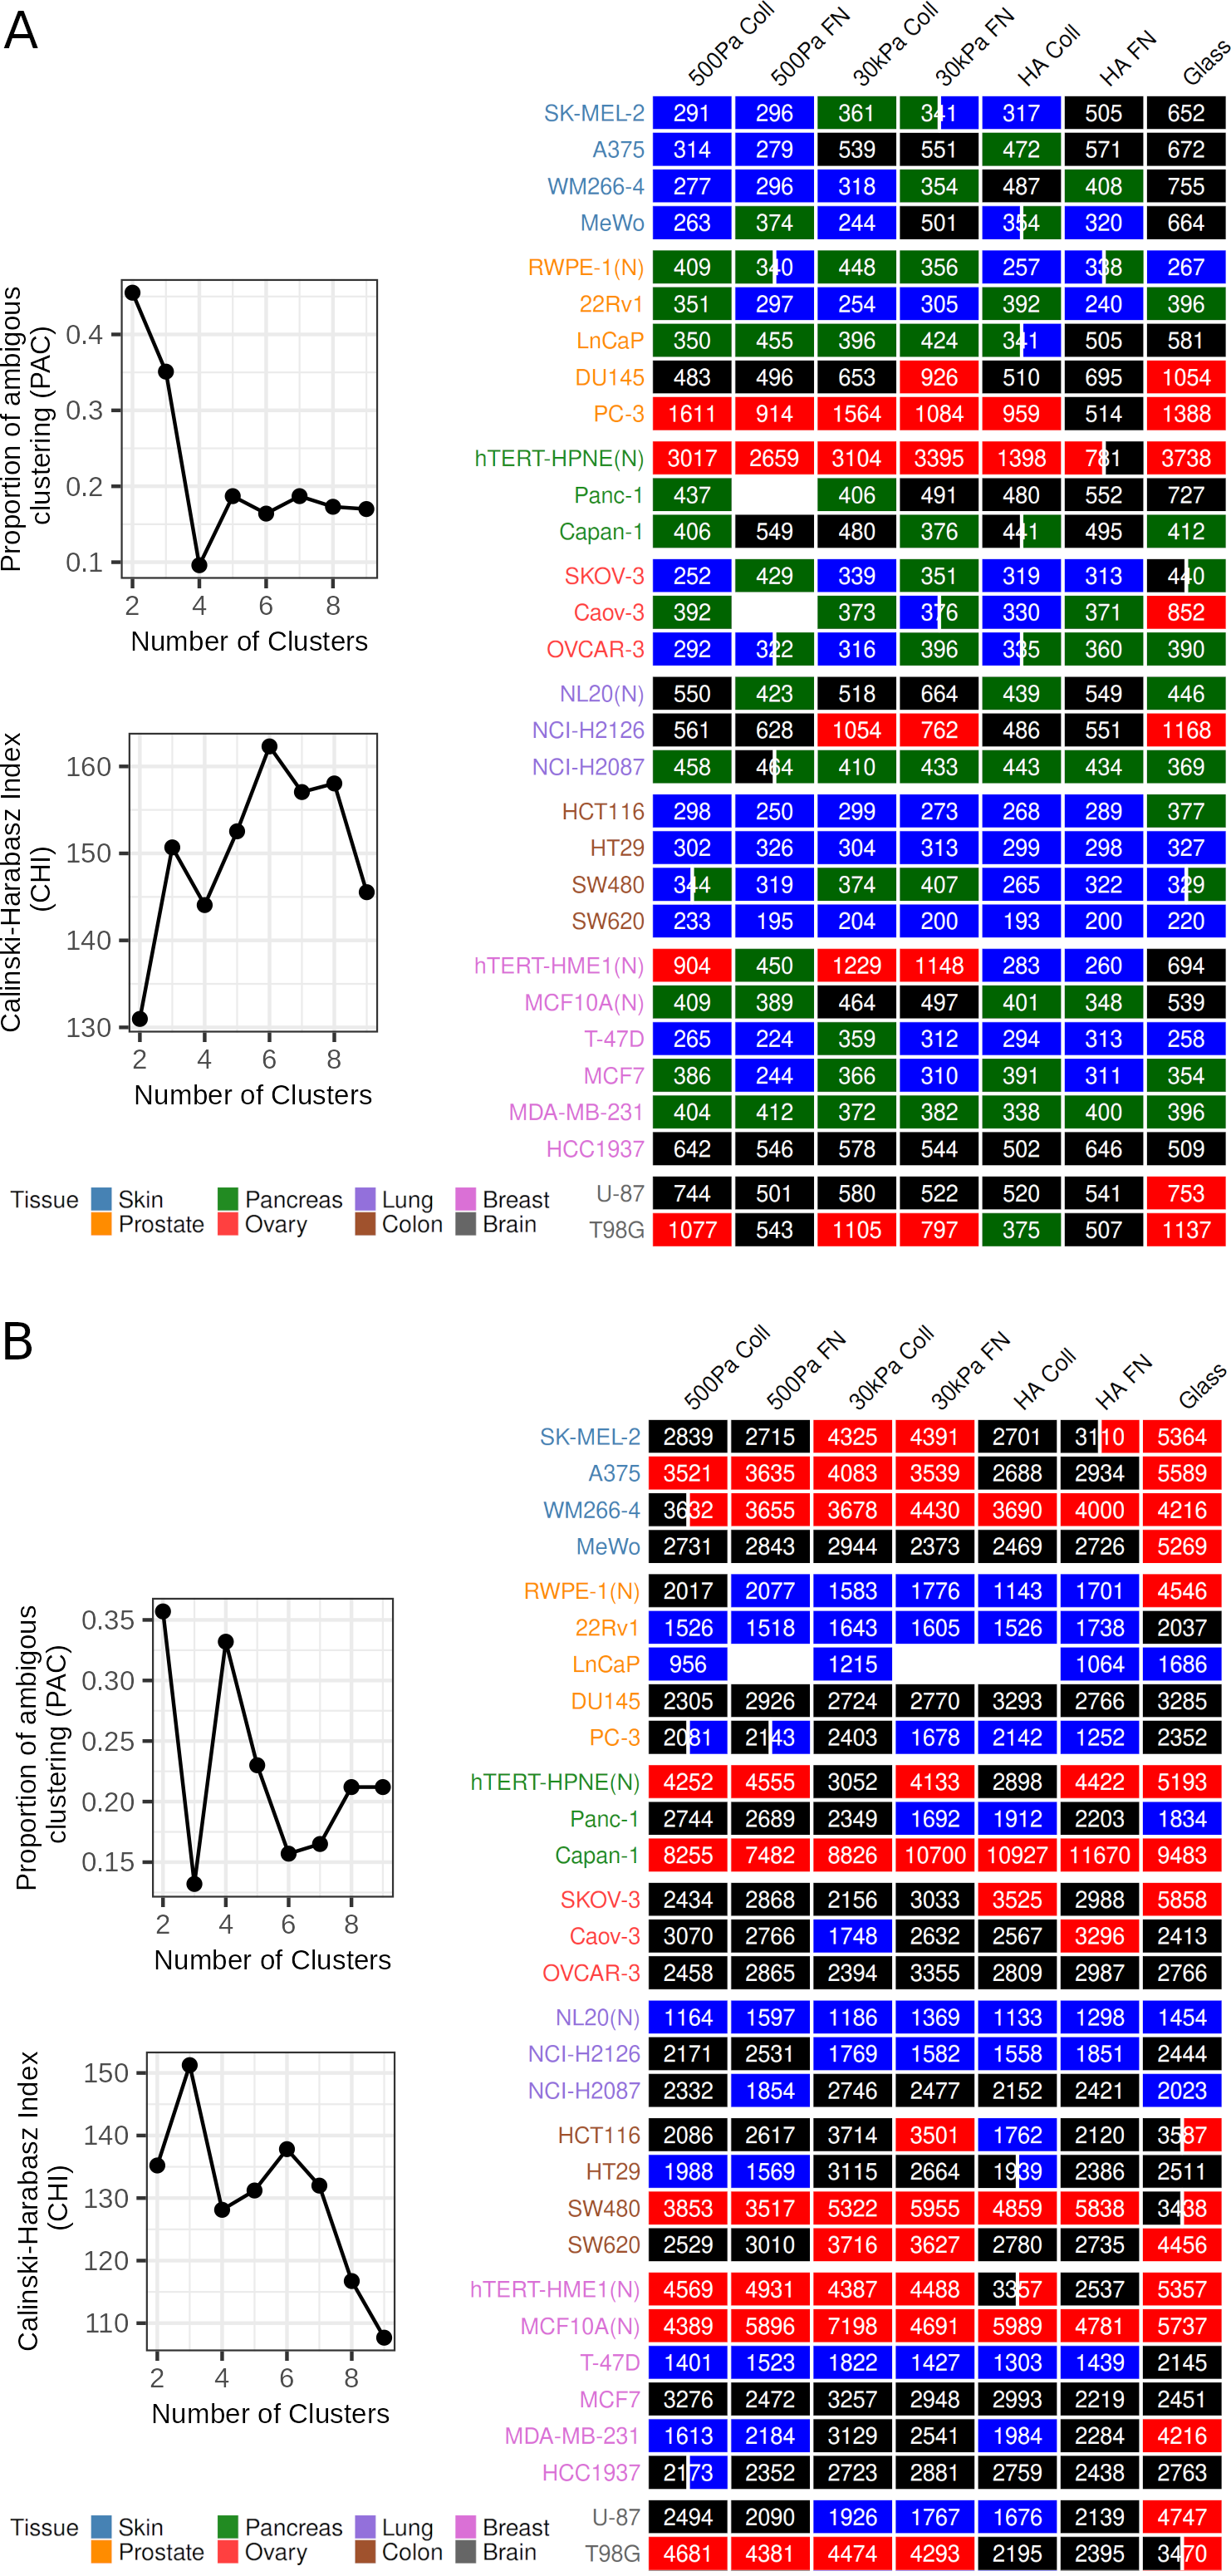 A
500Pa Coll 500Pa FN 30kPa Coll 30kPa FN HA Coll HA FN Glass
SK-MEL-2 291 296 361 341 317 505 652
A375 314 279 539 551 472 571 672
WM266-4 277 296 318 354 487 408 755
MeWo 263 374 244 501 354 320 664
RWPE-1(N) 409 340 448 356 257 338 267
22Rv1 351 297 254 305 392 240 396
LnCaP 350 455 396 424 341 505 581
DU145 483 496 653 926 510 695 1054
PC-3 1611 914 1564 1084 959 514 1388
hTERT-HPNE(N) 3017 2659 3104 3395 1398 781 3738
Panc-1 437 406 491 480 552 727
Capan-1 406 549 480 376 441 495 412
SKOV-3 252 429 339 351 319 313 440
Caov-3 392 373 376 330 371 852
OVCAR-3 292 322 316 396 335 360 390
NL20(N) 550 423 518 664 439 549 446
NCI-H2126 561 628 1054 762 486 551 1168
NCI-H2087 458 464 410 433 443 434 369
HCT116 298 250 299 273 268 289 377
HT29 302 326 304 313 299 298 327
SW480 344 319 374 407 265 322 329
SW620 233 195 204 200 193 200 220
hTERT-HME1(N) 904 450 1229 1148 283 260 694
MCF10A(N) 409 389 464 497 401 348 539
T-47D 265 224 359 312 294 313 258
MCF7 386 244 366 310 391 311 354
MDA-MB-231 404 412 372 382 338 400 396
HCC1937 642 546 578 544 502 646 509
U-87 744 501 580 522 520 541 753
T98G 1077 543 1105 797 375 507 1137
Proportion of ambigous
clustering (PAC)
0.4
0.3
0.2
0.1
2 4 6 8
Number of Clusters
Calinski-Harabasz Index
(CHI)
160
150
140
130
2 4 6 8
Number of Clusters
Tissue Skin Pancreas Lung Breast
Prostate Ovary Colon Brain
B
500Pa Coll 500Pa FN 30kPa Coll 30kPa FN HA Coll HA FN Glass
SK-MEL-2 2839 2715 4325 4391 2701 3110 5364
A375 3521 3635 4083 3539 2688 2934 5589
WM266-4 3632 3655 3678 4430 3690 4000 4216
MeWo 2731 2843 2944 2373 2469 2726 5269
RWPE-1(N) 2017 2077 1583 1776 1143 1701 4546
22Rv1 1526 1518 1643 1605 1526 1738 2037
LnCaP 956 1215 1064 1686
DU145 2305 2926 2724 2770 3293 2766 3285
PC-3 2081 2143 2403 1678 2142 1252 2352
hTERT-HPNE(N) 4252 4555 3052 4133 2898 4422 5193
Panc-1 2744 2689 2349 1692 1912 2203 1834
Capan-1 8255 7482 8826 10700 10927 11670 9483
SKOV-3 2434 2868 2156 3033 3525 2988 5858
Caov-3 3070 2766 1748 2632 2567 3296 2413
OVCAR-3 2458 2865 2394 3355 2809 2987 2766
NL20(N) 1164 1597 1186 1369 1133 1298 1454
NCI-H2126 2171 2531 1769 1582 1558 1851 2444
NCI-H2087 2332 1854 2746 2477 2152 2421 2023
HCT116 2086 2617 3714 3501 1762 2120 3587
HT29 1988 1569 3115 2664 1939 2386 2511
SW480 3853 3517 5322 5955 4859 5838 3438
SW620 2529 3010 3716 3627 2780 2735 4456
hTERT-HME1(N) 4569 4931 4387 4488 3357 2537 5357
MCF10A(N) 4389 5896 7198 4691 5989 4781 5737
T-47D 1401 1523 1822 1427 1303 1439 2145
MCF7 3276 2472 3257 2948 2993 2219 2451
MDA-MB-231 1613 2184 3129 2541 1984 2284 4216
HCC1937 2173 2352 2723 2881 2759 2438 2763
U-87 2494 2090 1926 1767 1676 2139 4747
T98G 4681 4381 4474 4293 2195 2395 3470
Proportion of ambigous
clustering (PAC)
0.35
0.30
0.25
0.20
0.15
2 4 6 8
Number of Clusters
Calinski-Harabasz Index
(CHI)
150
140
130
120
110
2 4 6 8
Number of Clusters
Tissue Skin Pancreas Lung Breast
Prostate Ovary Colon Brain